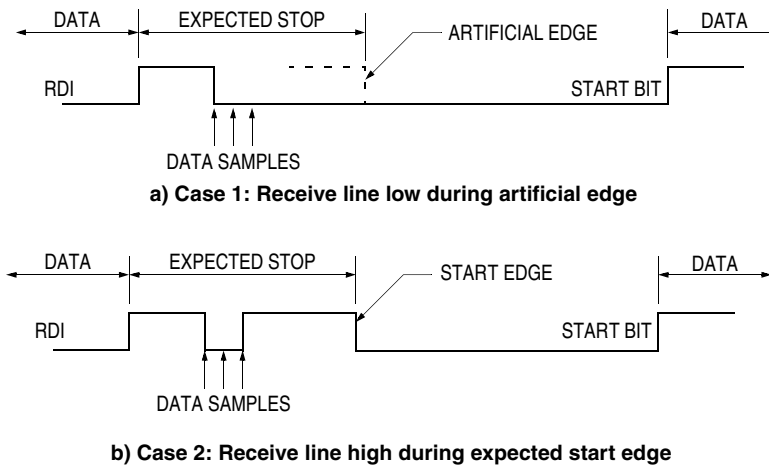 DATA EXPECTED STOP DATA
ARTIFICIAL EDGE
RDI START BIT
DATA SAMPLES
a) Case 1: Receive line low during artificial edge
DATA EXPECTED STOP DATA
START EDGE
RDI START BIT
DATA SAMPLES
b) Case 2: Receive line high during expected start edge